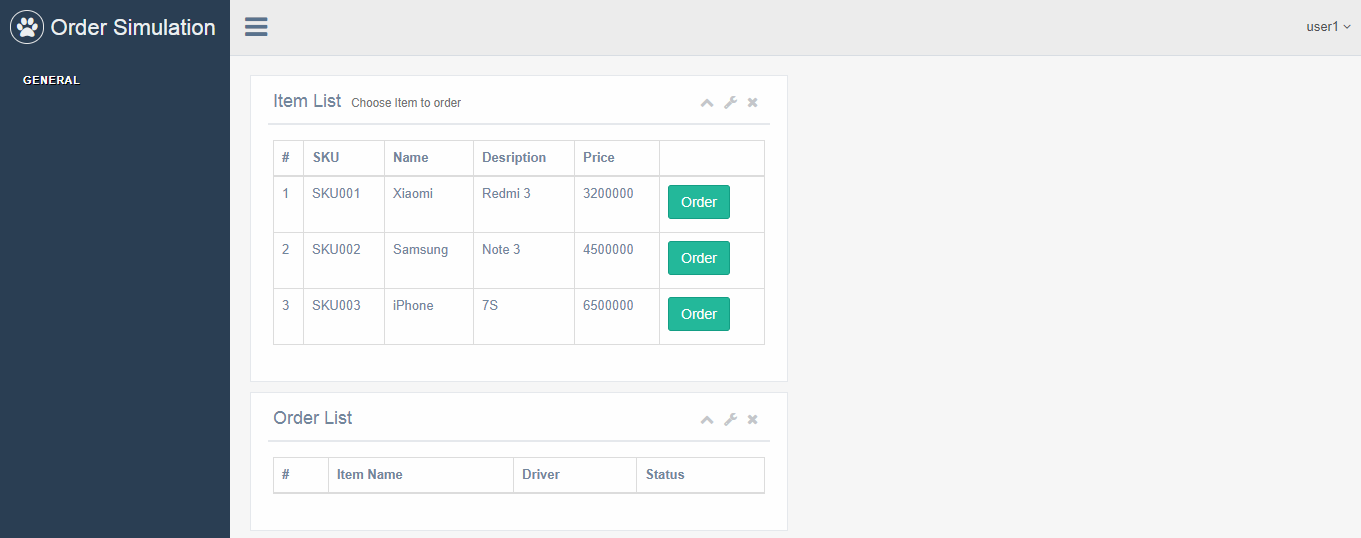 Order Simulation
user1
GENERAL
Item List Choose Item to order
# SKU Name Desription Price
1 SKU001 Xiaomi Redmi 3 3200000 Order
2 SKU002 Samsung Note 3 4500000 Order
3 SKU003 iPhone 7S 6500000 Order
Order List
# Item Name Driver Status